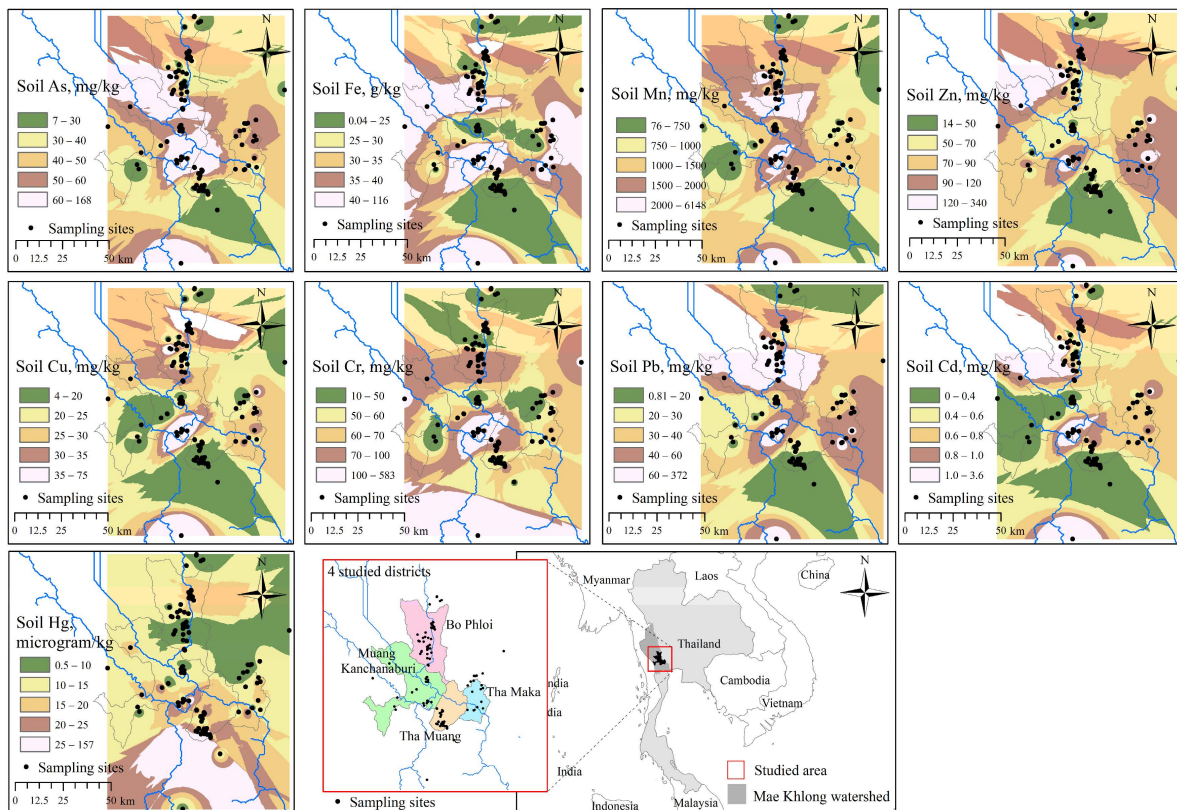 N
Soil As, mg/kg
7 – 30
30 – 40
40 – 50
50 – 60
60 - 168
Sampling sites
0 12.5 25 50 km
N
Soil Fe, g/kg
0.04 – 25
25 – 30
30 – 35
35 – 40
40 – 116
Sampling sites
0 12.5 25 50 km
N
Soil Mn, mg/kg
76 – 750
750 – 1000
1000 – 1500
1500 – 2000
2000 – 6148
Sampling sites
0 12.5 25 50 km
N
Soil Zn, mg/kg
14 – 50
50 – 70
70 – 90
90 – 120
120 – 340
Sampling sites
0 12.5 25 50 km
N
Soil Cu, mg/kg
4 – 20
20 – 25
25 – 30
30 – 35
35 – 75
Sampling sites
0 12.5 25 50 km
N
Soil Cr, mg/kg
10 – 50
50 – 60
60 – 70
70 – 100
100 – 583
Sampling sites
0 12.5 25 50 km
N
Soil Pb, mg/kg
0.81 – 20
20 – 30
30 – 40
40 – 60
60 – 372
Sampling sites
0 12.5 25 50 km
N
Soil Cd, mg/kg
0 – 0.4
0.4 – 0.6
0.6 – 0.8
0.8 – 1.0
1.0 – 3.6
Sampling sites
0 12.5 25 50 km
N
Soil Hg,
microgram/kg
0.5 – 10
10 – 15
15 – 20
20 – 25
25 – 157
Sampling sites
0 12.5 25 50 km
4 studied districts
Bo Phloi
Muang
Kanchanaburi
Tha Maka
Tha Muang
Sampling sites
N
Myanmar
Laos
China
Thailand
Cambodia
Vietnam
India
Indonesia
Malaysia
Studied area
Mae Khlong watershed